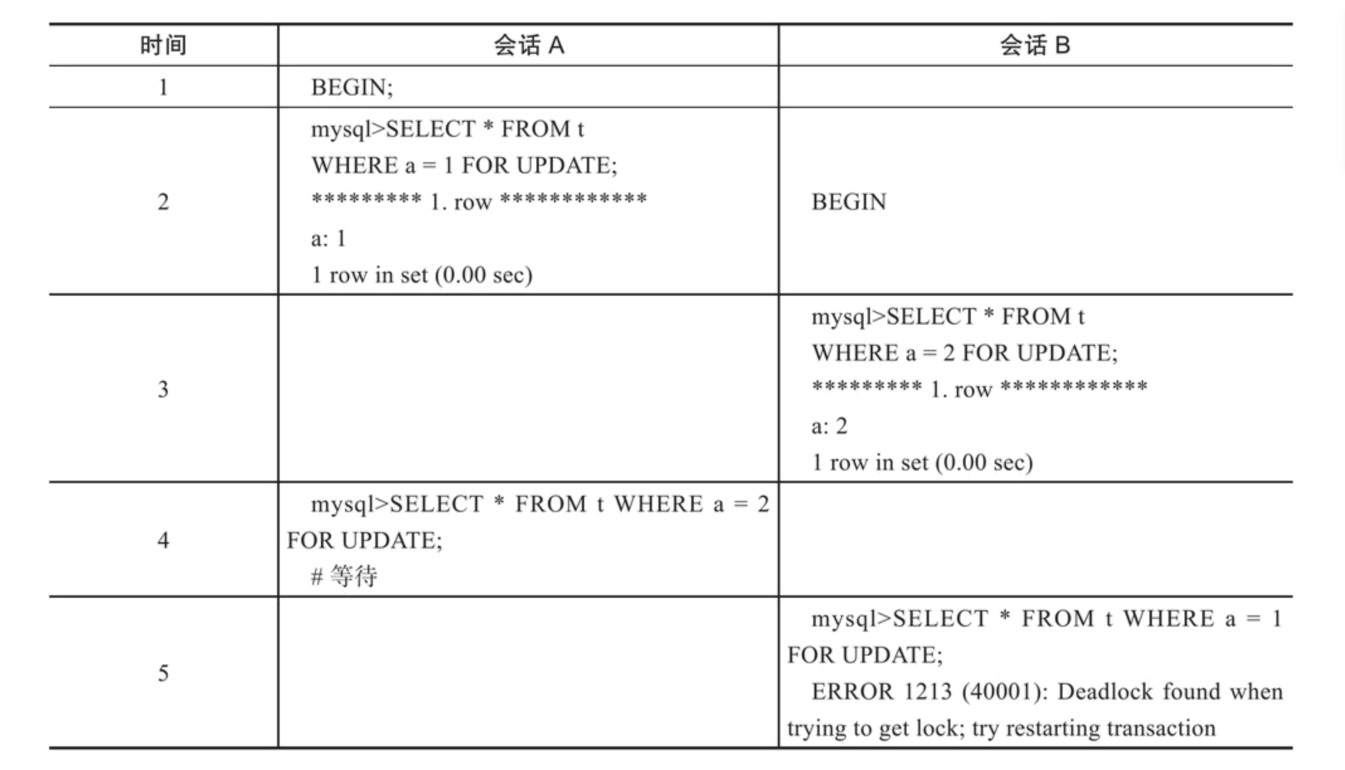 时间 会话 A 会话 B
1 BEGIN;
mysql>SELECT * FROM t
WHERE a = 1 FOR UPDATE;
2 ********* 1. row ************ BEGIN
a: 1
1 row in set (0.00 sec)
mysql>SELECT * FROM t
WHERE a = 2 FOR UPDATE;
3 ********* 1. row ************
a: 2
1 row in set (0.00 sec)
mysql>SELECT * FROM t WHERE a = 2
4 FOR UPDATE;
# 等待
mysql>SELECT * FROM t WHERE a = 1
FOR UPDATE;
5 ERROR 1213 (40001): Deadlock found when
trying to get lock; try restarting transaction